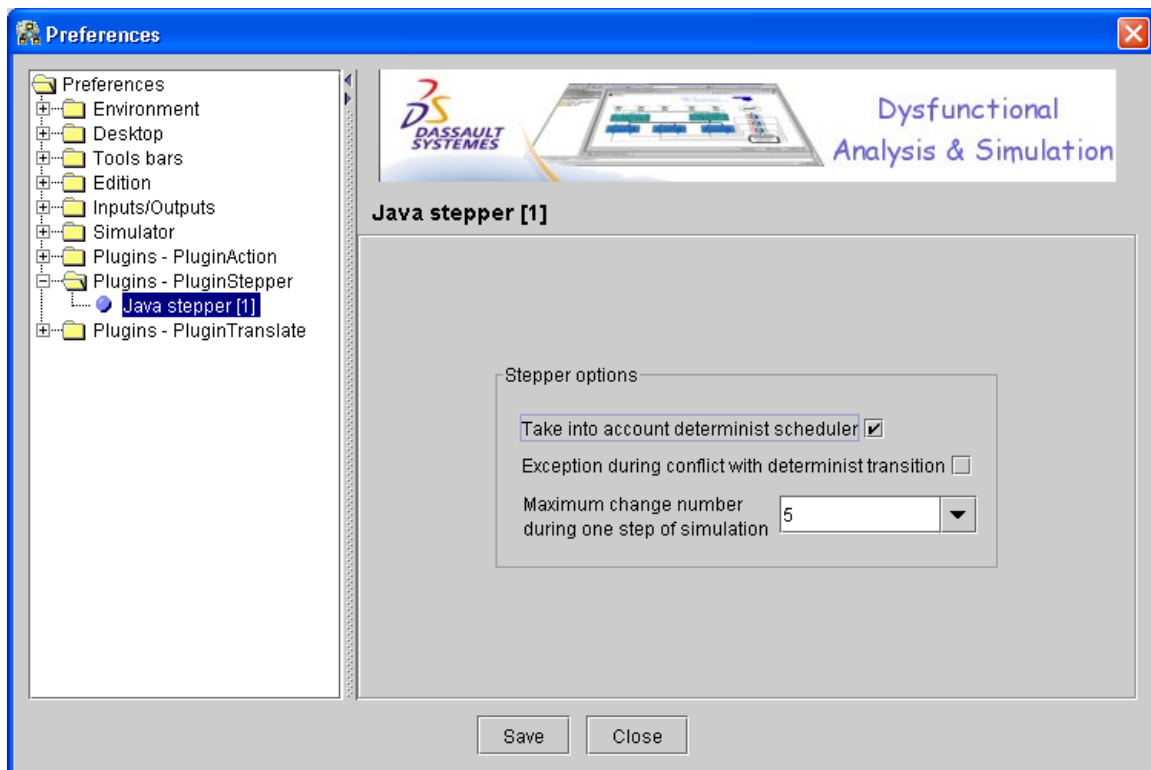 Preferences
Preferences
Environment
Desktop
Tools bars
Edition
Inputs/Outputs
Simulator
Plugins - PluginAction
Plugins - PluginStepper
Java stepper [1]
Plugins - PluginTranslate
DASSAULT
SYSTEMES
Dysfunctional
Analysis & Simulation
Java stepper [1]
Stepper options
Take into account determinist scheduler
Exception during conflict with determinist transition
Maximum change number
during one step of simulation
5
Save
Close